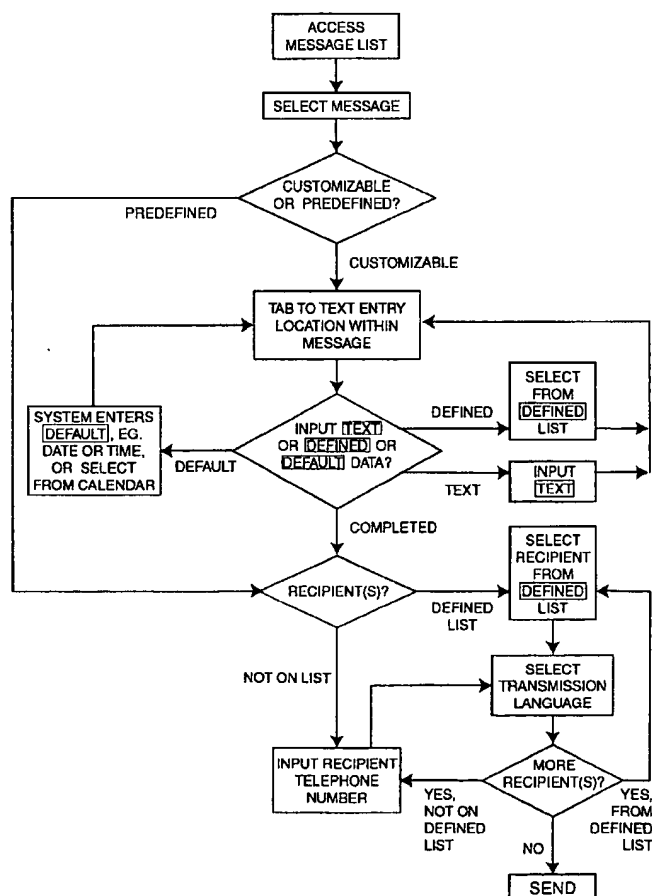 ACCESS
MESSAGE LIST
SELECT MESSAGE
CUSTOMIZABLE
OR PREDEFINED?
PREDEFINED
CUSTOMIZABLE
TAB TO TEXT ENTRY
LOCATION WITHIN
MESSAGE
SYSTEM ENTERS
DEFAULT, EG.
DATE OR TIME,
OR SELECT
FROM CALENDAR
DEFAULT
INPUT TEXT
OR DEFINED OR
DEFAULT DATA?
DEFINED
SELECT
FROM
DEFINED
LIST
TEXT
INPUT
TEXT
COMPLETED
RECIPIENT(S)?
DEFINED
LIST
SELECT
RECIPIENT
FROM
DEFINED
LIST
NOT ON LIST
SELECT
TRANSMISSION
LANGUAGE
INPUT RECIPIENT
TELEPHONE
NUMBER
MORE
RECIPIENT(S)?
YES,
NOT ON
DEFINED
LIST
YES,
FROM
DEFINED
LIST
NO
SEND